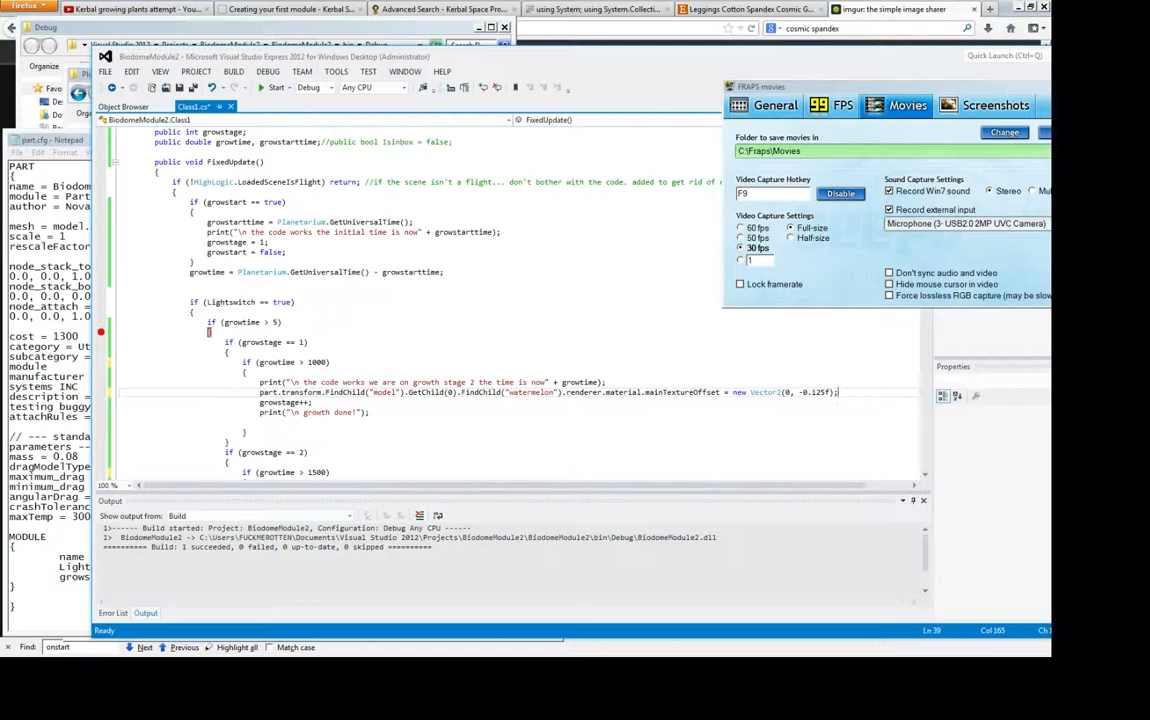 Firefox
Kerbal growing plants attempt - You...
Creating your first module - Kerbal S...
Advanced Search - Kerbal Space Pro...
using System; using System.Collecti...
Leggings Cotton Spandex Cosmic ...
imgur: the simple image sharer
cosmic spandex
Debug
Organize
Favo
part.cfg - Notepad
File Edit Format
PART
{
name = Biodom
module = Part
author = Nova
mesh = model.
scale = 1
rescaleFactor
node_stack_to
0.0, 0.0, 1.0
node_stack_bo
0.0, 0.0, 1.0
node_attach =
0.0, 0.0, 1.0
cost = 1300
category = Ut
subcategory =
module
manufacturer
systems INC
description =
testing buggy
attachRules =
// --- standa
parameters --
mass = 0.08
dragModelType
maximum_drag
minimum_drag
angularDrag =
crashToleranc
maxTemp = 300
MODULE
{
name
Light
grows
}
}
BiodomeModule2 - Microsoft Visual Studio Express 2012 for Windows Desktop (Administrator)
Quick Launch (Ctrl+Q)
FILE EDIT VIEW PROJECT BUILD DEBUG TEAM TOOLS TEST WINDOW HELP
Start Debug Any CPU
Object Browser Class1.cs*
BiodomeModule2.Class1 FixedUpdate()
public int growstage;
public double growtime, growstarttime;//public bool Isinbox = false;
public void FixedUpdate()
{
if (!HighLogic.LoadedSceneIsFlight) return; //if the scene isn't a flight... don't bother with the code. added to get rid of e
if (growstart == true)
{
growstarttime = Planetarium.GetUniversalTime();
print("\n the code works the initial time is now" + growstarttime);
growstage = 1;
growstart = false;
}
growtime = Planetarium.GetUniversalTime() - growstarttime;
if (Lightswitch == true)
{
if (growtime > 5)
{
if (growstage == 1)
{
if (growtime > 1000)
{
print("\n the code works we are on growth stage 2 the time is now" + growtime);
part.transform.FindChild("model").GetChild(0).FindChild("watermelon").renderer.material.mainTextureOffset = new Vector2(0, -0.125f);
growstage++;
print("\n growth done!");
}
}
if (growstage == 2)
{
if (growtime > 1500)
100 %
FRAPS movies
General 99 FPS Movies Screenshots
Folder to save movies in
Change
C:\Fraps\Movies
Video Capture Hotkey
F9 Disable
Sound Capture Settings
Record Win7 sound Stereo Mu
Record external input
Microphone (3- USB2.0 2MP UVC Camera)
Video Capture Settings
60 fps Full-size
50 fps Half-size
30 fps
1
Lock framerate
Don't sync audio and video
Hide mouse cursor in video
Force lossless RGB capture (may be slow
Properties
Output
Show output from: Build
1>------ Build started: Project: BiodomeModule2, Configuration: Debug Any CPU ------
1> BiodomeModule2 -> C:\Users\FUCKMEROTTEN\Documents\Visual Studio 2012\Projects\BiodomeModule2\BiodomeModule2\bin\Debug\BiodomeModule2.dll
========== Build: 1 succeeded, 0 failed, 0 up-to-date, 0 skipped ==========
Error List Output
Ready Ln 39 Col 165 Ch 1
Find: onstart Next Previous Highlight all Match case